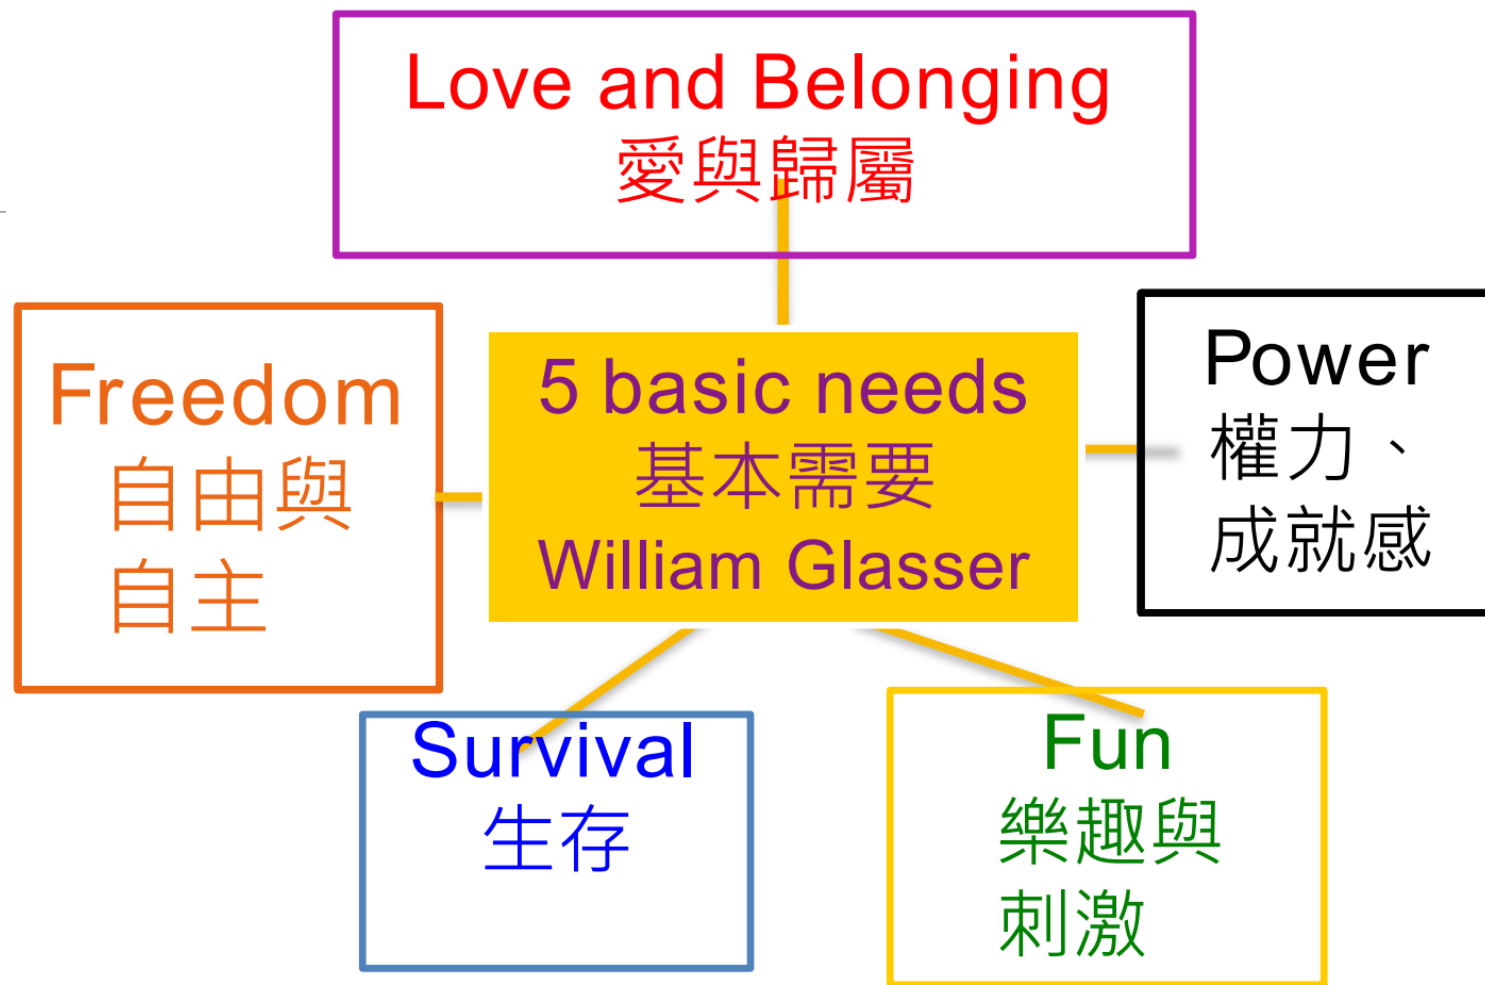 Love and Belonging
愛與歸屬
Freedom
自由與
自主
5 basic needs
基本需要
William Glasser
Power
權力、
成就感
Survival
生存
Fun
樂趣與
刺激